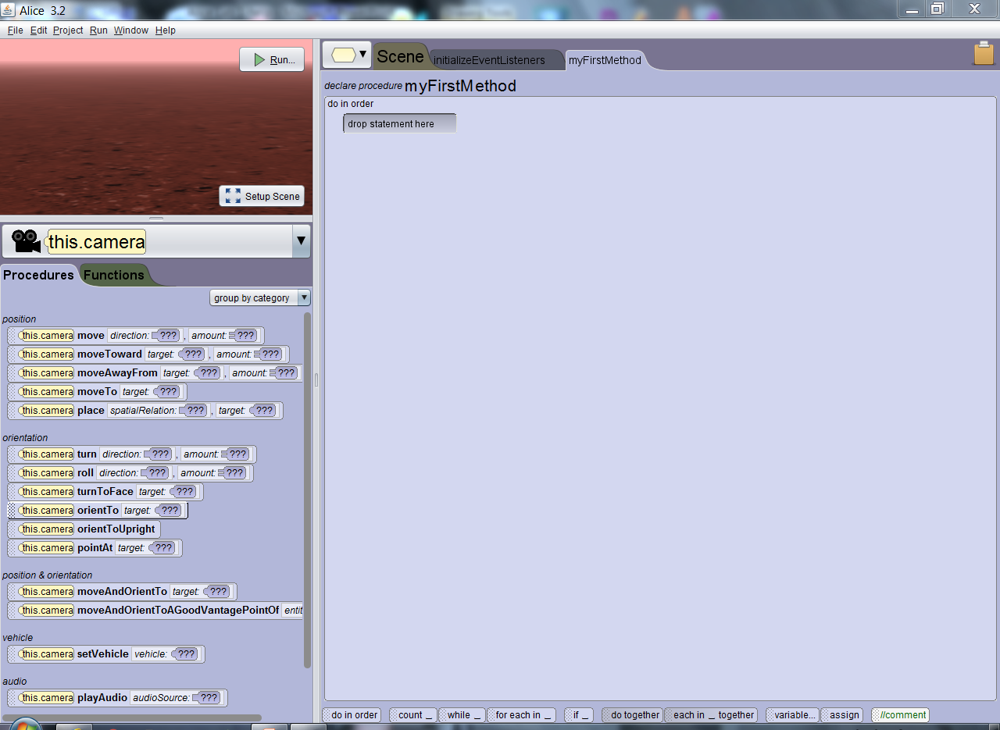 Alice 3.2
File Edit Project Run Window Help
Run...
Setup Scene
this.camera
Procedures Functions
group by category
position
this.camera move direction: ??? , amount: ???
this.camera moveToward target: ??? , amount: ???
this.camera moveAwayFrom target: ??? , amount: ???
this.camera moveTo target: ???
this.camera place spatialRelation: ??? , target: ???
orientation
this.camera turn direction: ??? , amount: ???
this.camera roll direction: ??? , amount: ???
this.camera turnToFace target: ???
this.camera orientTo target: ???
this.camera orientToUpright
this.camera pointAt target: ???
position & orientation
this.camera moveAndOrientTo target: ???
this.camera moveAndOrientToAGoodVantagePointOf entit
vehicle
this.camera setVehicle vehicle: ???
audio
this.camera playAudio audioSource: ???
Scene initializeEventListeners myFirstMethod
declare procedure myFirstMethod
do in order
drop statement here
do in order count _ while _ for each in _ if _ do together each in _ together variable... assign //comment